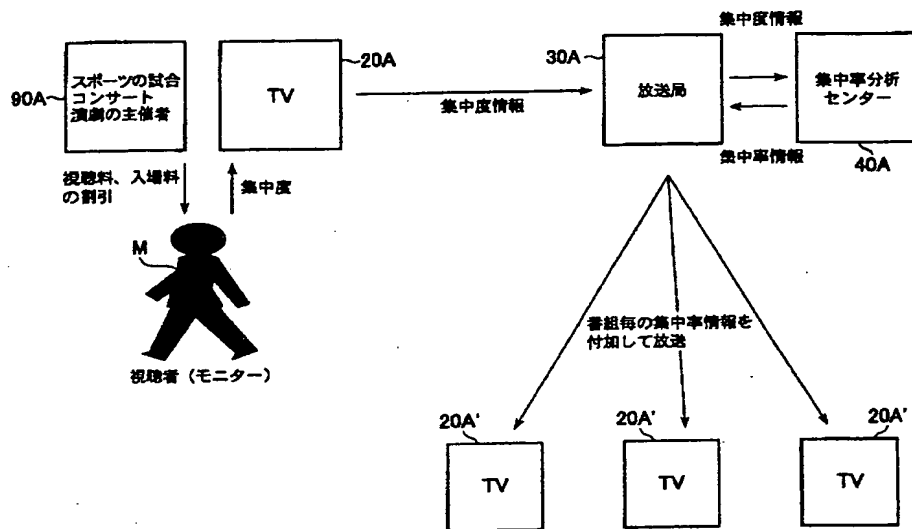 90A
スポーツの試合
コンサート
演劇の主催者
TV
20A
視聴料、入場料
の割引
集中度
M
視聴者（モニター）
集中度情報
30A
放送局
集中度情報
集中率情報
集中率分析
センター
40A
番組毎の集中率情報を
付加して放送
20A'
TV
20A'
TV
20A'
TV